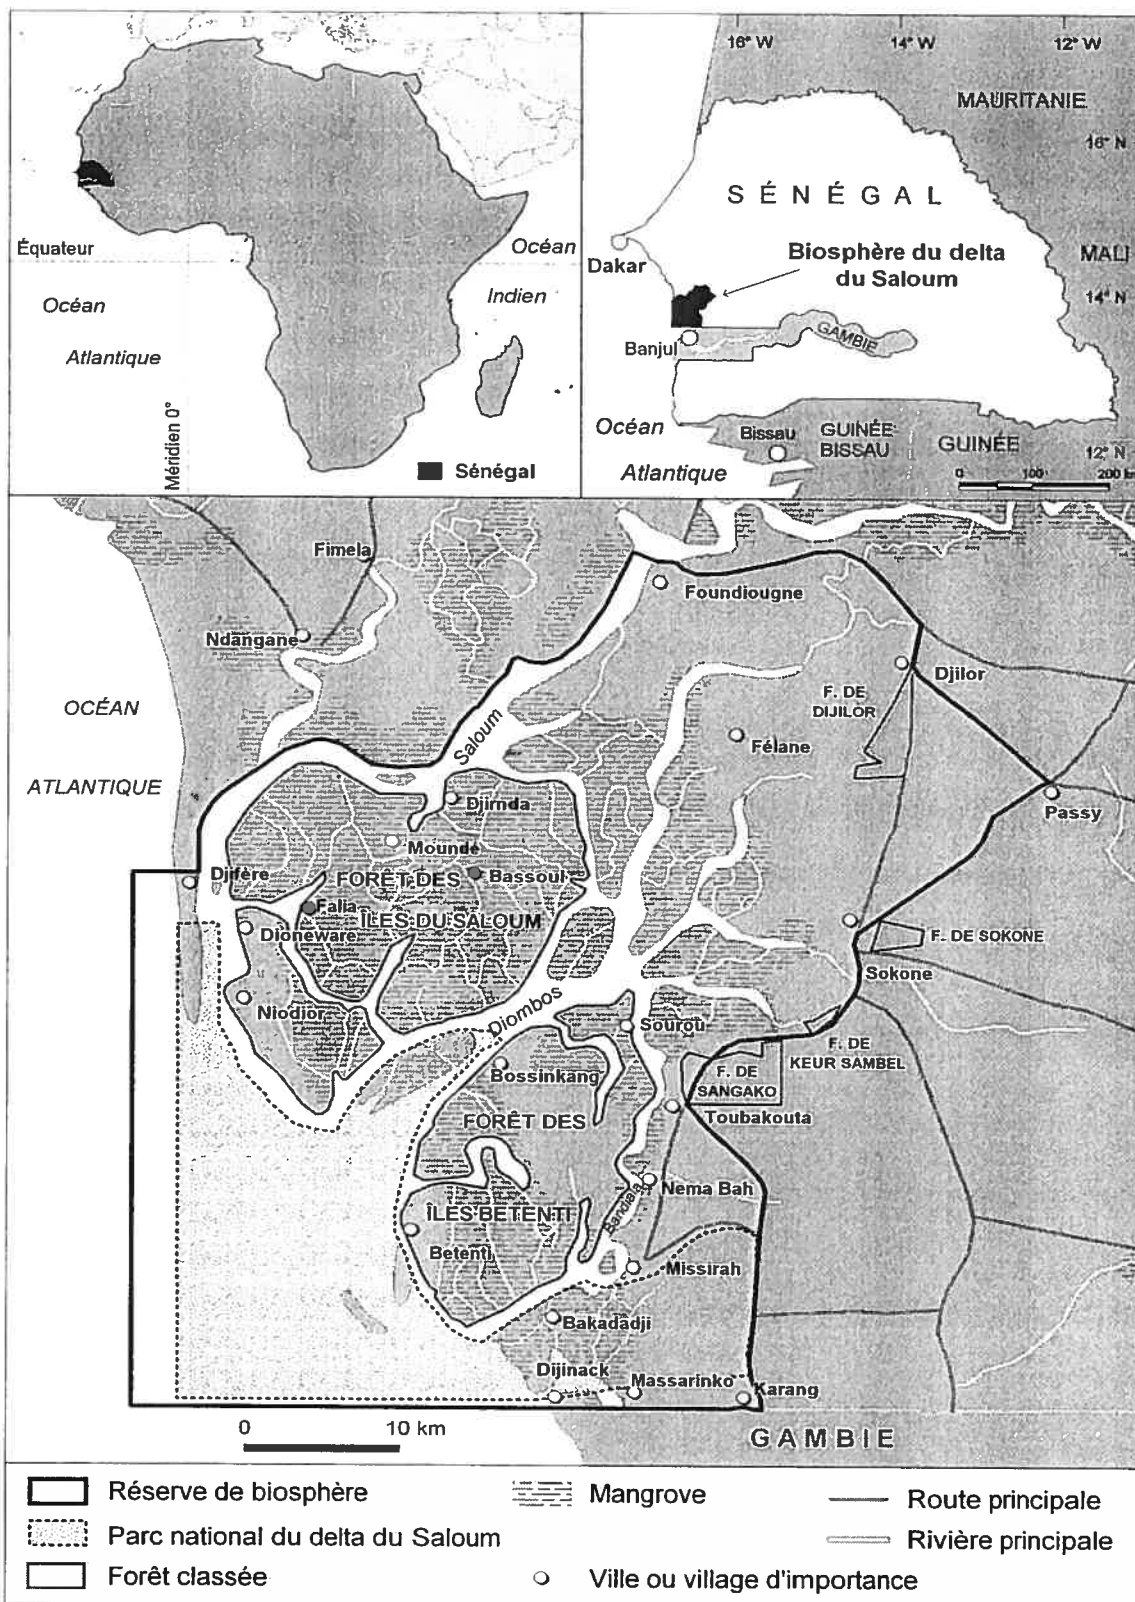 Équateur
Océan
Atlantique
Méridien 0°
Océan
Indien
Sénégal
16° W
14° W
12° W
MAURITANIE
16° N
SÉNÉGAL
Dakar
Biosphère du delta
du Saloum
MALI
14° N
GAMBIE
Banjul
Océan
Atlantique
Bissau
GUINÉE-
BISSAU
GUINÉE
12° N
0 100 200 km
Fimela
Foundiougne
Ndangane
Djilor
OCÉAN
ATLANTIQUE
F. DE
DIJILOR
Saloum
Félane
Djirnda
Passy
Moundé
Djifère
FORÊT DES
ÎLES DU SALOUM
Bassoul
Falia
Dionewarе
F. DE SOKONE
Sokone
Niodior
Diombos
Sourou
F. DE
KEUR SAMBEL
Bossinkang
F. DE
SANGAKO
Toubakouta
FORÊT DES
ÎLES BETENTI
Nema Bah
Bandiala
Betenti
Missirah
Bakadadji
Dijinack
Massarinko
Karang
0 10 km
GAMBIE
Réserve de biosphère
Parc national du delta du Saloum
Forêt classée
Mangrove
Ville ou village d'importance
Route principale
Rivière principale